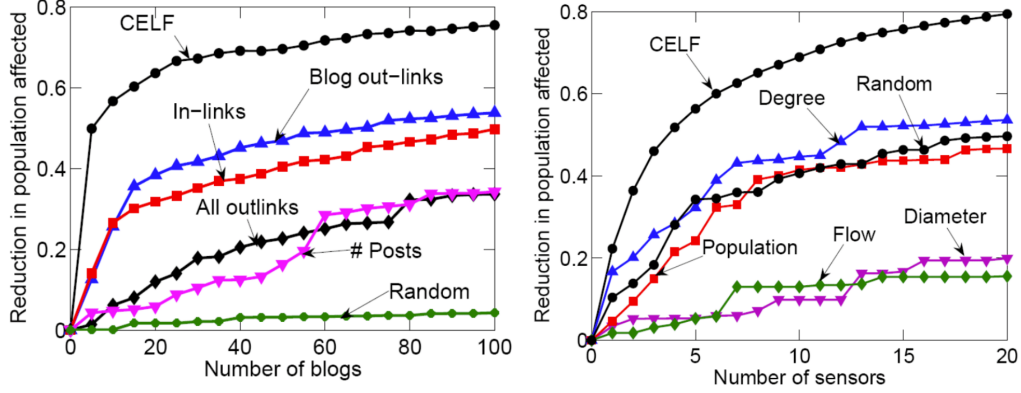 Reduction in population affected
0.8
0.6
0.4
0.2
0
CELF
Blog out−links
In−links
All outlinks
# Posts
Random
0 20 40 60 80 100
Number of blogs
Reduction in population affected
0.8
0.6
0.4
0.2
0
CELF
Degree
Random
Population
Flow
Diameter
0 5 10 15 20
Number of sensors